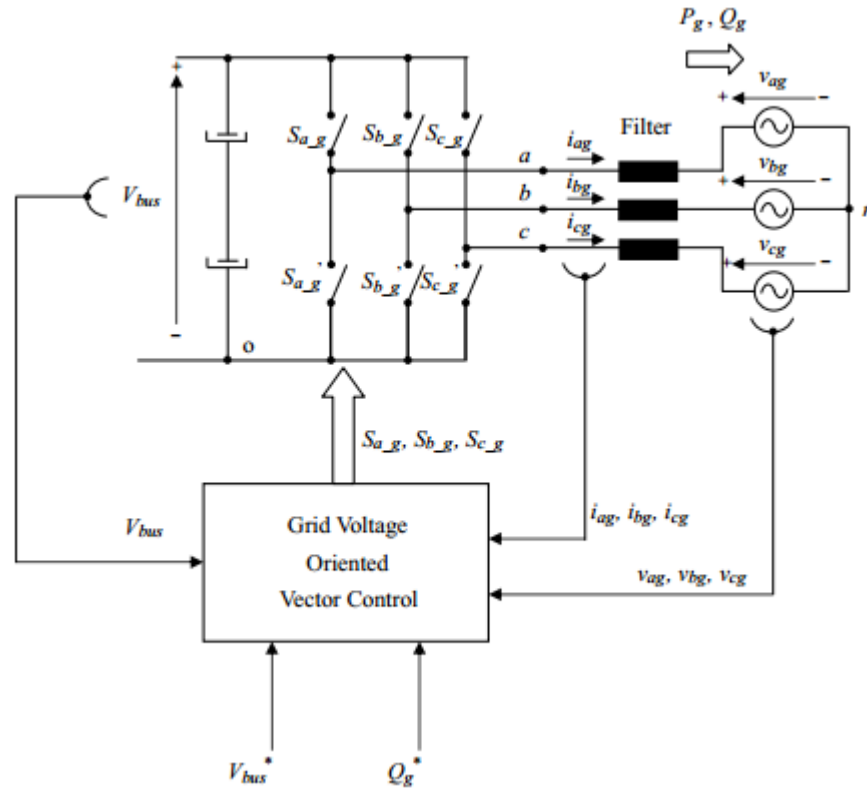 P_g , Q_g
v_ag
+ -
Filter
+
S_a_g
S_b_g
S_c_g
a
i_ag
v_bg
+ -
V_bus
b
i_bg
n
c
i_cg
v_cg
+ -
S_a_g'
S_b_g'
S_c_g'
-
o
S_a_g, S_b_g, S_c_g
V_bus
Grid Voltage
Oriented
Vector Control
i_ag, i_bg, i_cg
v_ag, v_bg, v_cg
V_bus*
Q_g*